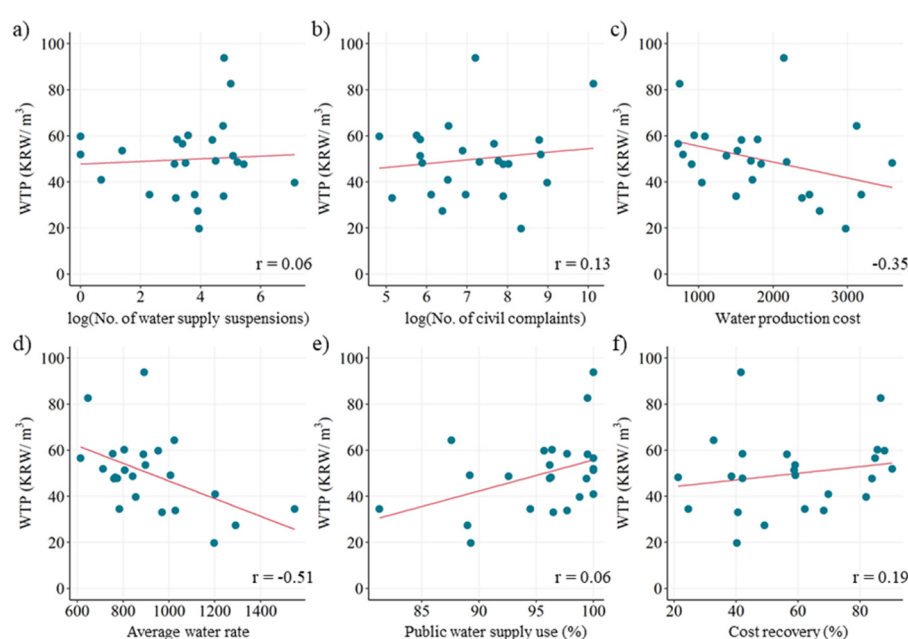 a)
100
80
60
40
20
0
WTP (KRW/ m³)
r = 0.06
0 2 4 6
log(No. of water supply suspensions)
b)
100
80
60
40
20
0
WTP (KRW/ m³)
r = 0.13
5 6 7 8 9 10
log(No. of civil complaints)
c)
100
80
60
40
20
0
WTP (KRW/ m³)
-0.35
1000 2000 3000
Water production cost
d)
100
80
60
40
20
0
WTP (KRW/ m³)
r = -0.51
600 800 1000 1200 1400
Average water rate
e)
100
80
60
40
20
0
WTP (KRW/ m³)
r = 0.06
85 90 95 100
Public water supply use (%)
f)
100
80
60
40
20
0
WTP (KRW/ m³)
r = 0.19
20 40 60 80
Cost recovery (%)